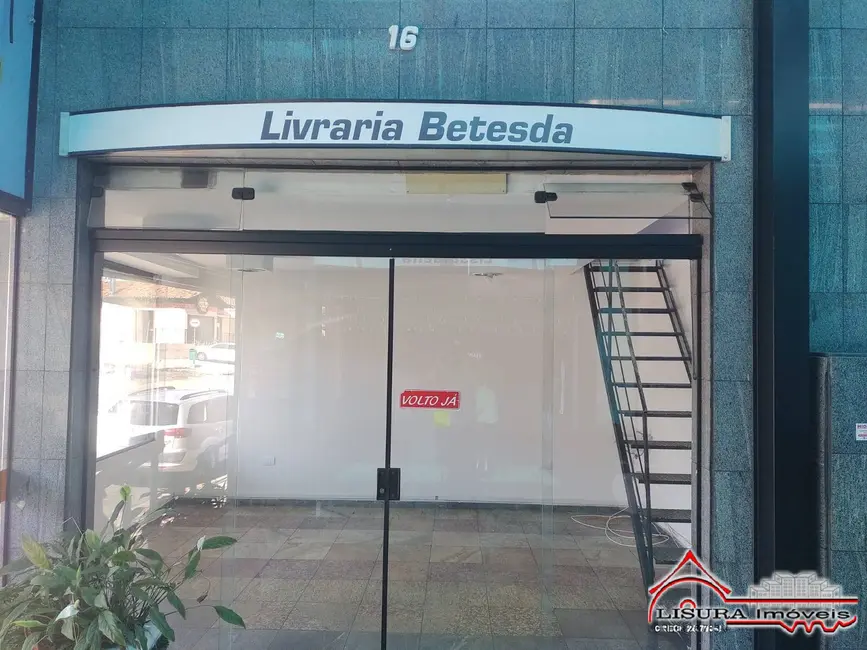 16
Livraria Betesda
VOLTO JÁ
LISURA Imóveis